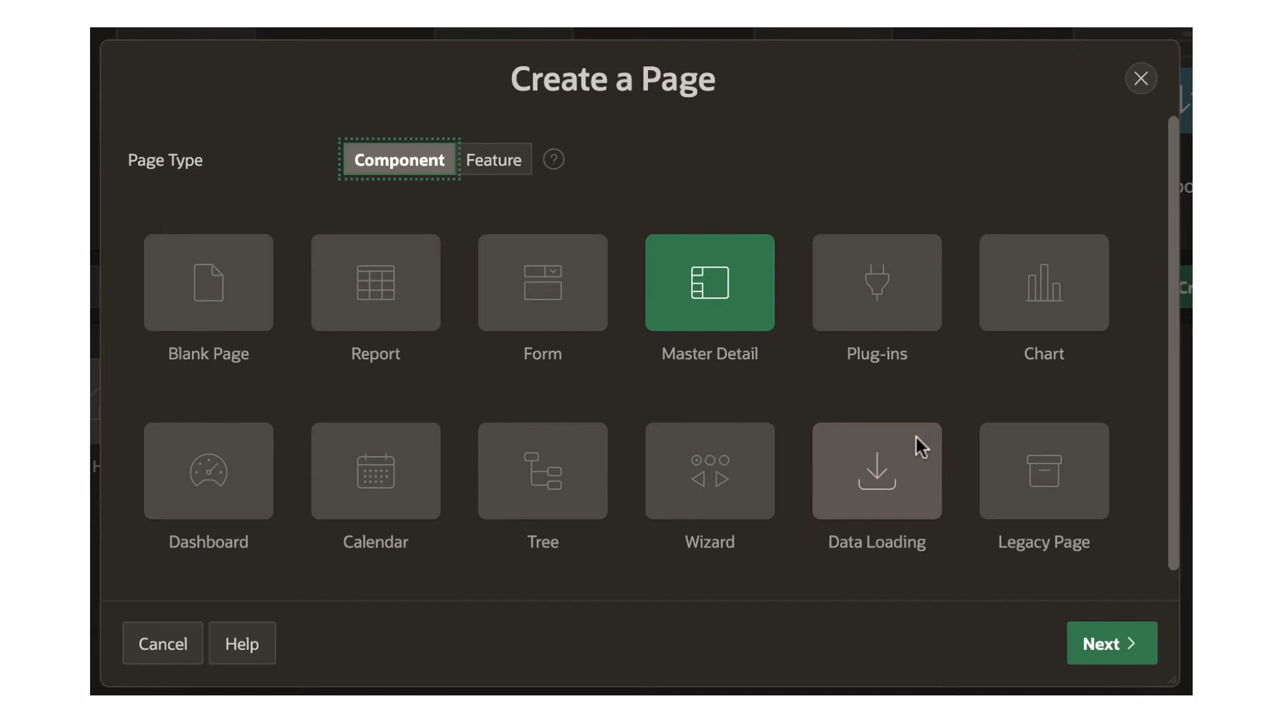 Create a Page
Page Type
Component
Feature
?
Blank Page
Report
Form
Master Detail
Plug-ins
Chart
Dashboard
Calendar
Tree
Wizard
Data Loading
Legacy Page
Cancel
Help
Next